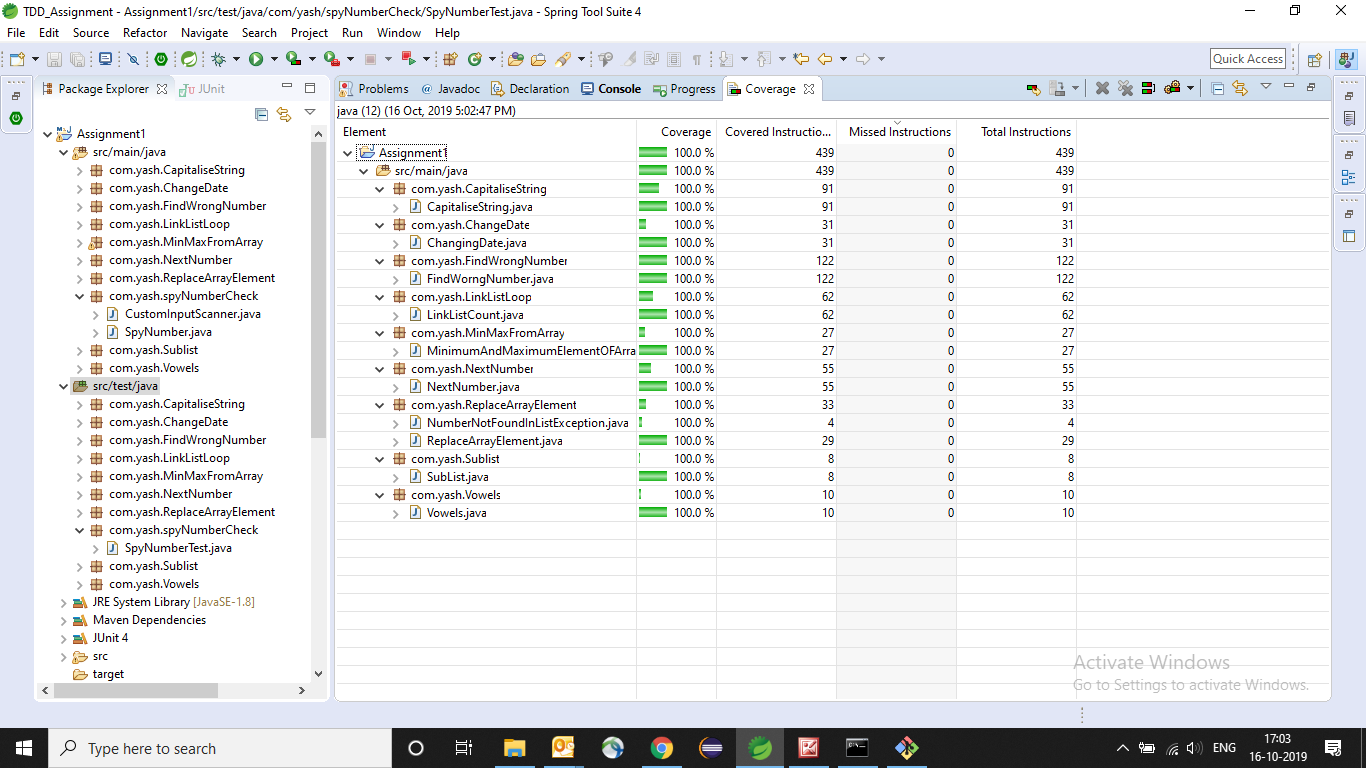 TDD_Assignment - Assignment1/src/test/java/com/yash/spyNumberCheck/SpyNumberTest.java - Spring Tool Suite 4
File Edit Source Refactor Navigate Search Project Run Window Help
Quick Access
Package Explorer
JUnit
Assignment1
src/main/java
com.yash.CapitaliseString
com.yash.ChangeDate
com.yash.FindWrongNumber
com.yash.LinkListLoop
com.yash.MinMaxFromArray
com.yash.NextNumber
com.yash.ReplaceArrayElement
com.yash.spyNumberCheck
CustomInputScanner.java
SpyNumber.java
com.yash.Sublist
com.yash.Vowels
src/test/java
com.yash.CapitaliseString
com.yash.ChangeDate
com.yash.FindWrongNumber
com.yash.LinkListLoop
com.yash.MinMaxFromArray
com.yash.NextNumber
com.yash.ReplaceArrayElement
com.yash.spyNumberCheck
SpyNumberTest.java
com.yash.Sublist
com.yash.Vowels
JRE System Library [JavaSE-1.8]
Maven Dependencies
JUnit 4
src
target
Problems @ Javadoc Declaration Console Progress Coverage
java (12) (16 Oct, 2019 5:02:47 PM)
Element Coverage Covered Instructio... Missed Instructions Total Instructions
Assignment1 100.0 % 439 0 439
src/main/java 100.0 % 439 0 439
com.yash.CapitaliseString 100.0 % 91 0 91
CapitaliseString.java 100.0 % 91 0 91
com.yash.ChangeDate 100.0 % 31 0 31
ChangingDate.java 100.0 % 31 0 31
com.yash.FindWrongNumber 100.0 % 122 0 122
FindWorngNumber.java 100.0 % 122 0 122
com.yash.LinkListLoop 100.0 % 62 0 62
LinkListCount.java 100.0 % 62 0 62
com.yash.MinMaxFromArray 100.0 % 27 0 27
MinimumAndMaximumElementOFArra 100.0 % 27 0 27
com.yash.NextNumber 100.0 % 55 0 55
NextNumber.java 100.0 % 55 0 55
com.yash.ReplaceArrayElement 100.0 % 33 0 33
NumberNotFoundInListException.java 100.0 % 4 0 4
ReplaceArrayElement.java 100.0 % 29 0 29
com.yash.Sublist 100.0 % 8 0 8
SubList.java 100.0 % 8 0 8
com.yash.Vowels 100.0 % 10 0 10
Vowels.java 100.0 % 10 0 10
Activate Windows
Go to Settings to activate Windows.
Type here to search
ENG
17:03
16-10-2019